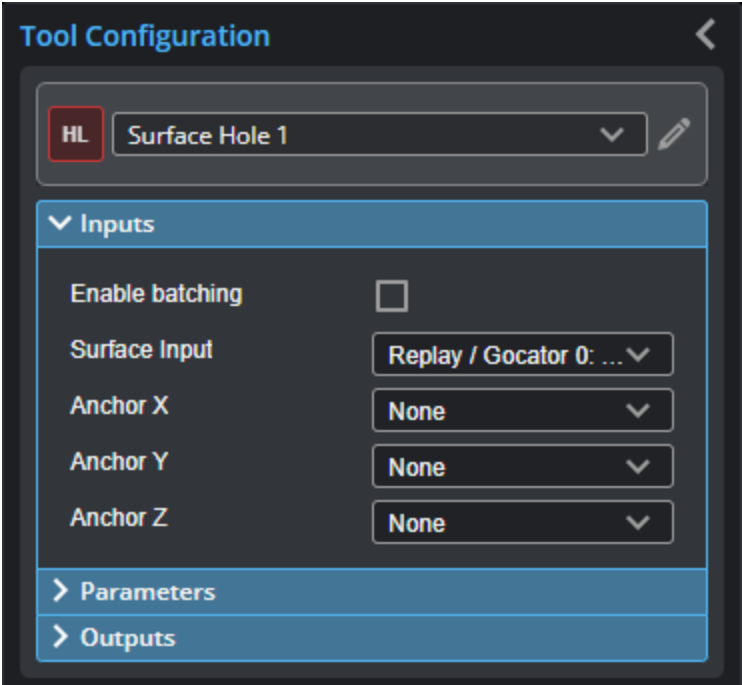 Tool Configuration
HL Surface Hole 1
Inputs
Enable batching
Surface Input Replay / Gocator 0: ...
Anchor X None
Anchor Y None
Anchor Z None
Parameters
Outputs